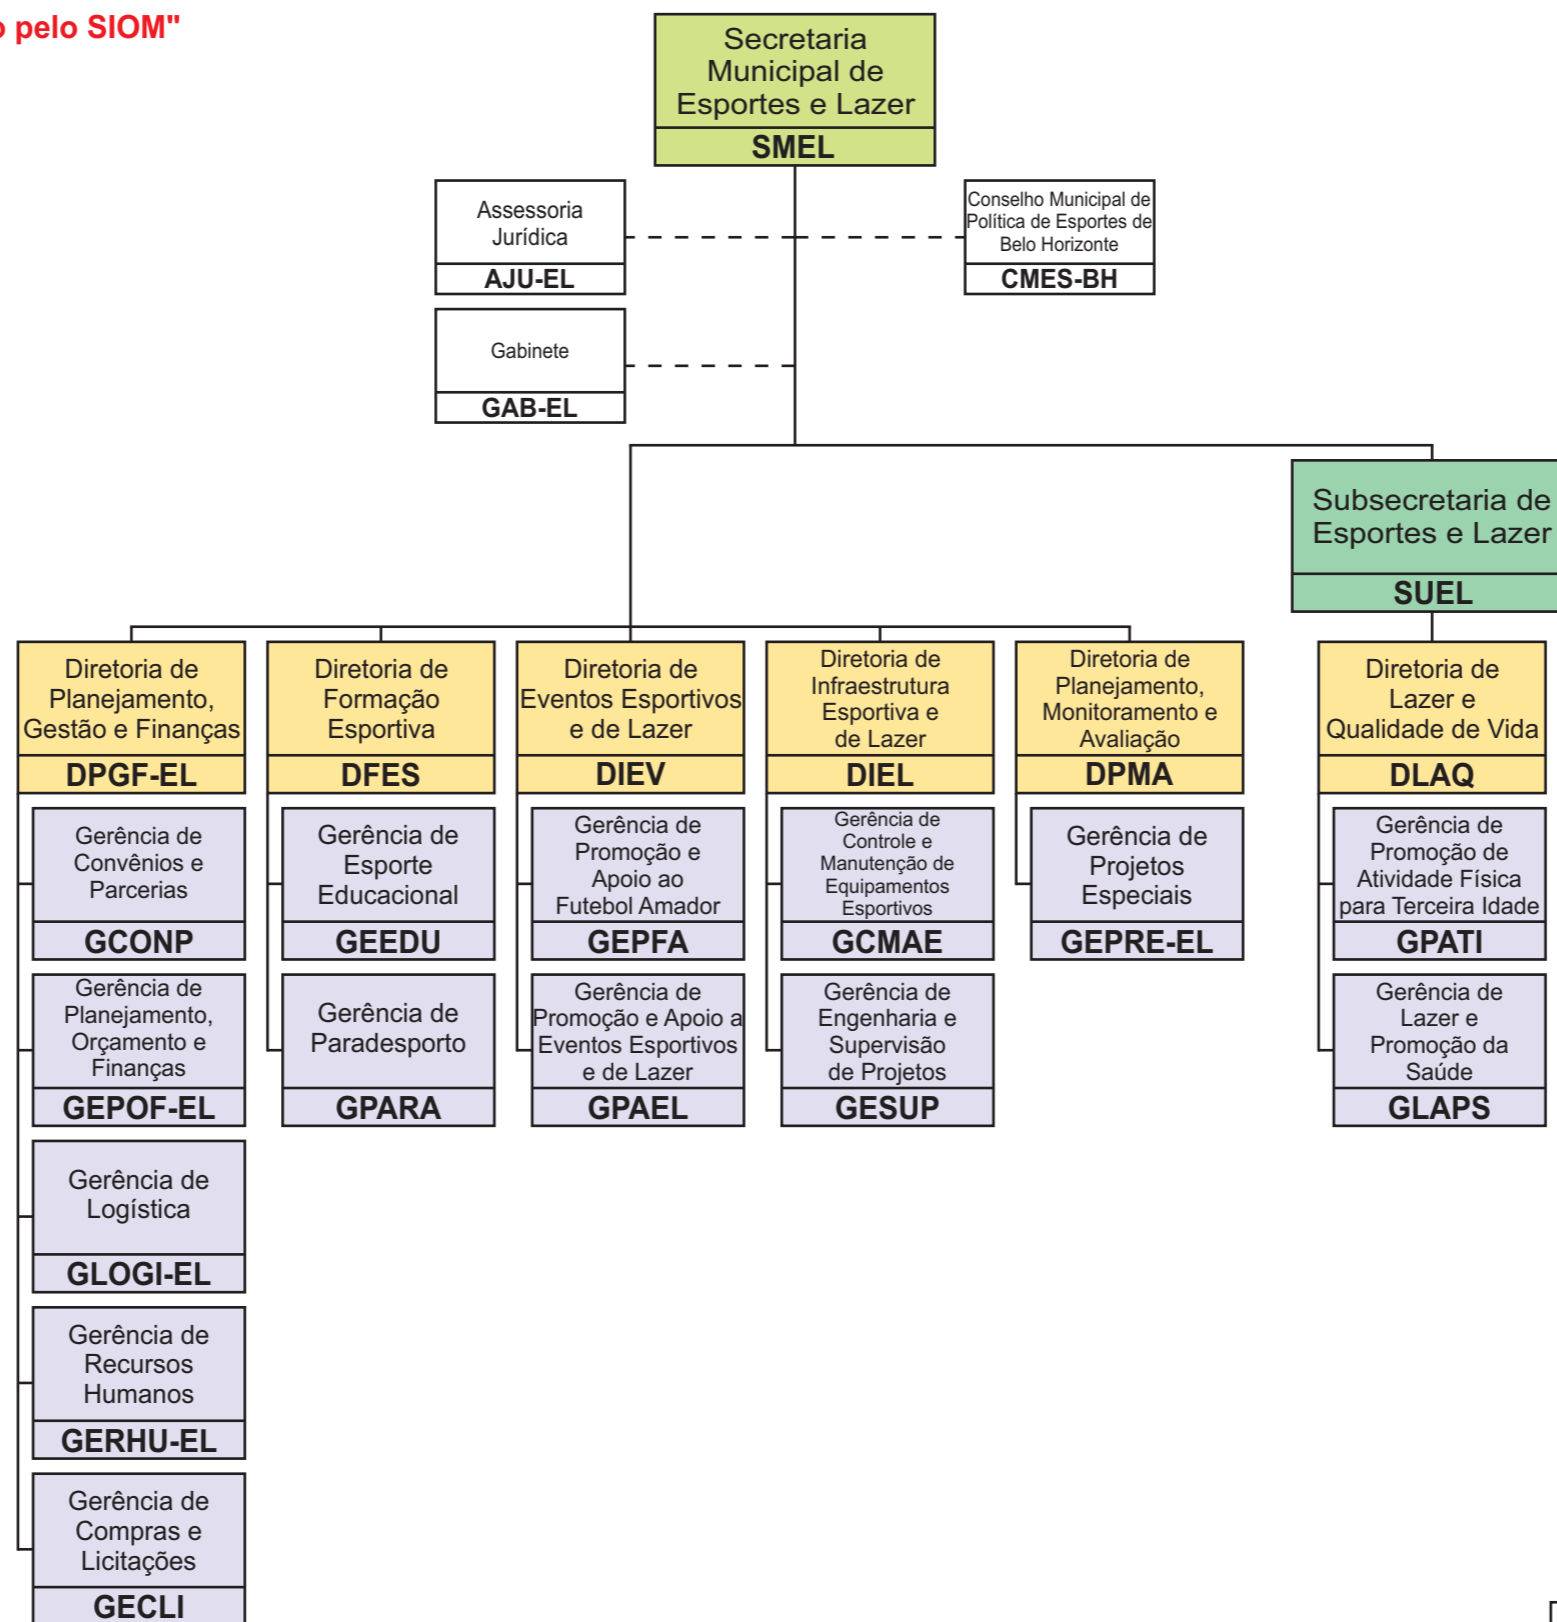 o pelo SIOM"
Secretaria
Municipal de
Esportes e Lazer
SMEL
Assessoria
Jurídica
AJU-EL
Conselho Municipal de
Política de Esportes de
Belo Horizonte
CMES-BH
Gabinete
GAB-EL
Subsecretaria de
Esportes e Lazer
SUEL
Diretoria de
Planejamento,
Gestão e Finanças
DPGF-EL
Diretoria de
Formação
Esportiva
DFES
Diretoria de
Eventos Esportivos
e de Lazer
DIEV
Diretoria de
Infraestrutura
Esportiva e
de Lazer
DIEL
Diretoria de
Planejamento,
Monitoramento e
Avaliação
DPMA
Diretoria de
Lazer e
Qualidade de Vida
DLAQ
Gerência de
Convênios e
Parcerias
GCONP
Gerência de
Esporte
Educacional
GEEDU
Gerência de
Promoção e
Apoio ao
Futebol Amador
GEPFA
Gerência de
Controle e
Manutenção de
Equipamentos
Esportivos
GCMAE
Gerência de
Projetos
Especiais
GEPRE-EL
Gerência de
Promoção de
Atividade Física
para Terceira Idade
GPATI
Gerência de
Planejamento,
Orçamento e
Finanças
GEPOF-EL
Gerência de
Paradesporto
GPARA
Gerência de
Promoção e Apoio a
Eventos Esportivos
e de Lazer
GPAEL
Gerência de
Engenharia e
Supervisão
de Projetos
GESUP
Gerência de
Lazer e
Promoção da
Saúde
GLAPS
Gerência de
Logística
GLOGI-EL
Gerência de
Recursos
Humanos
GERHU-EL
Gerência de
Compras e
Licitações
GECLI